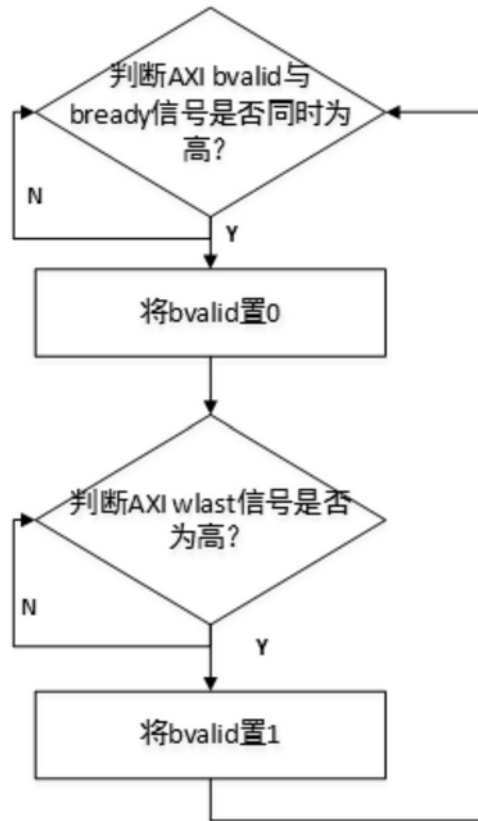 判断AXI bvalid与
bready信号是否同时为
高?
N
Y
将bvalid置0
判断AXI wlast信号是否
为高?
N
Y
将bvalid置1